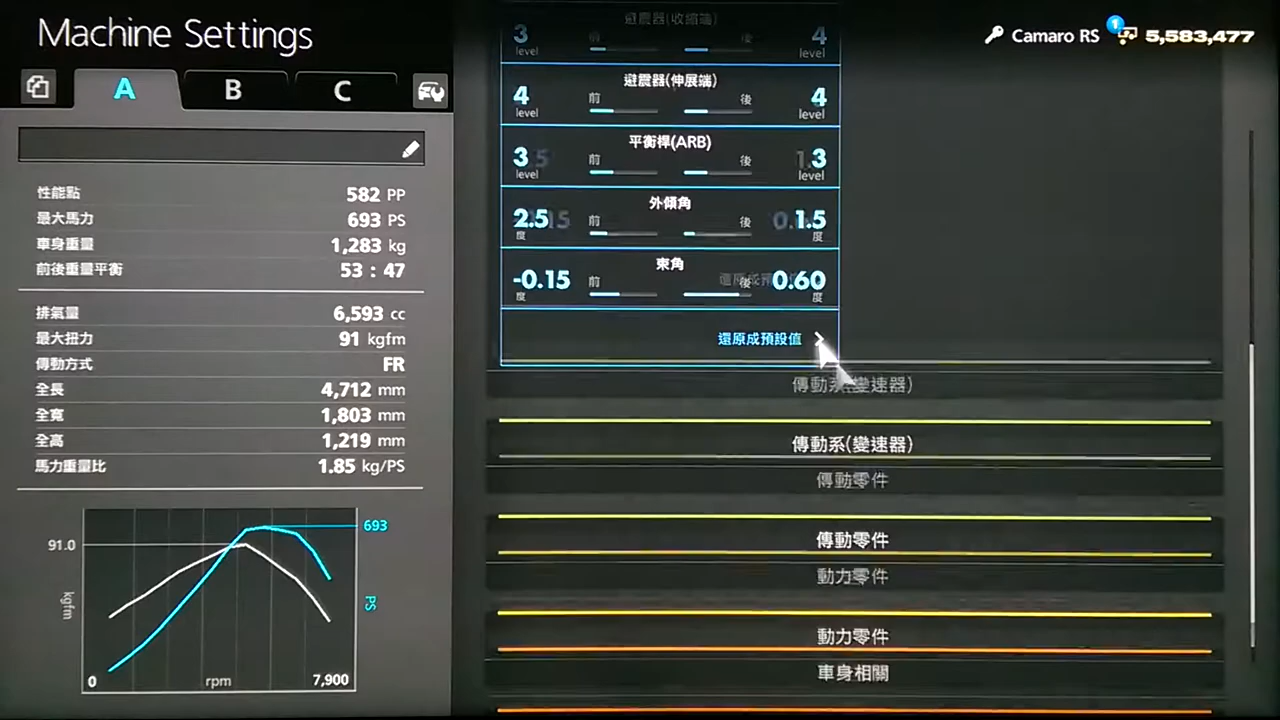 Machine Settings
Camaro RS
1
5,583,477
A
B
C
性能點 582 PP
最大馬力 693 PS
車身重量 1,283 kg
前後重量平衡 53 : 47
排氣量 6,593 cc
最大扭力 91 kgfm
傳動方式 FR
全長 4,712 mm
全寬 1,803 mm
全高 1,219 mm
馬力重量比 1.85 kg/PS
693
91.0
kgfm
PS
0 rpm 7,900
避震器(收縮端)
3 4
level level
避震器(伸展端)
4 前 後 4
level level
平衡桿(ARB)
3 前 後 3
level level
外傾角
2.5 前 後 1.5
度 度
束角
-0.15 前 後 0.60
度 度
還原成預設值
傳動系(變速器)
傳動系(變速器)
傳動零件
傳動零件
動力零件
動力零件
車身相關